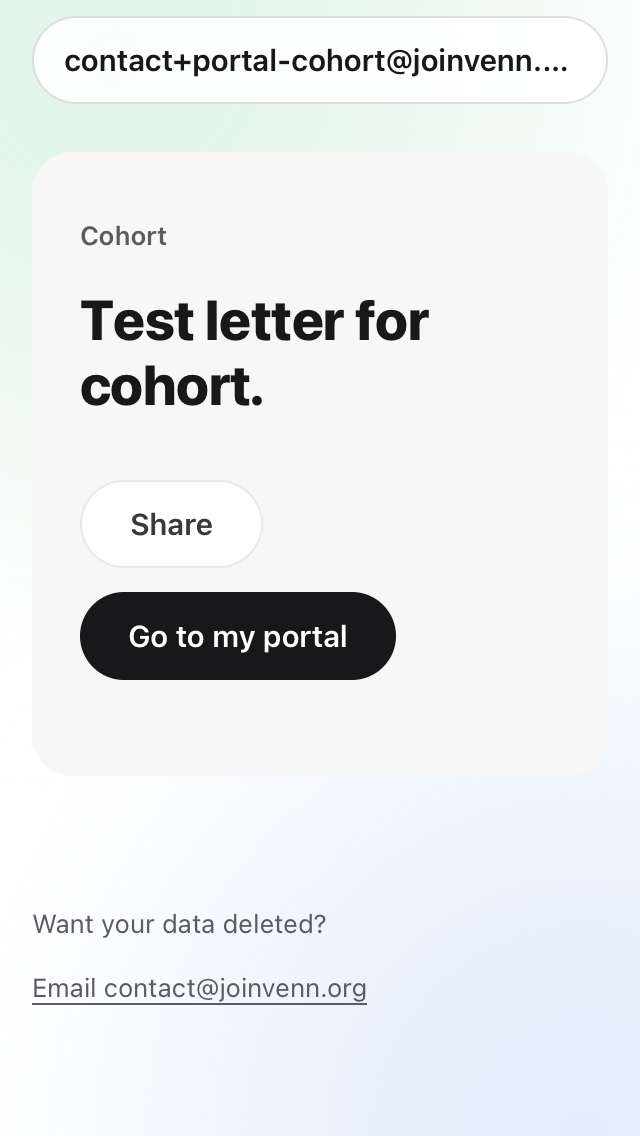 contact+portal-cohort@joinvenn....
Cohort
Test letter for
cohort.
Share
Go to my portal
Want your data deleted?
Email contact@joinvenn.org